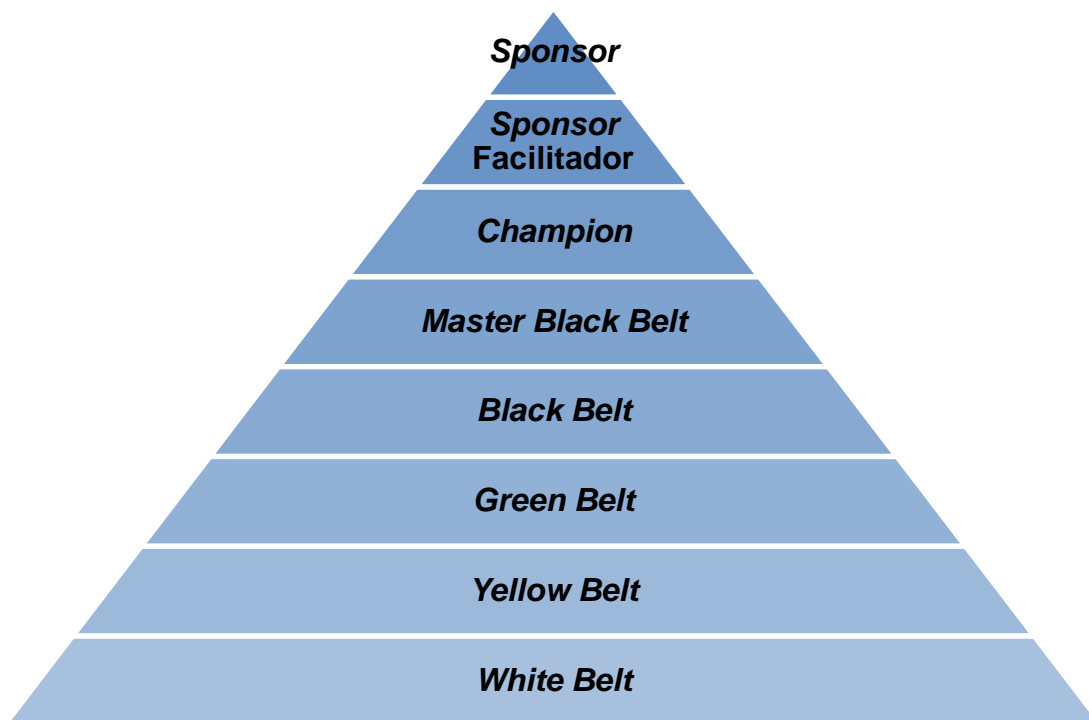 Sponsor
Sponsor
Facilitador
Champion
Master Black Belt
Black Belt
Green Belt
Yellow Belt
White Belt